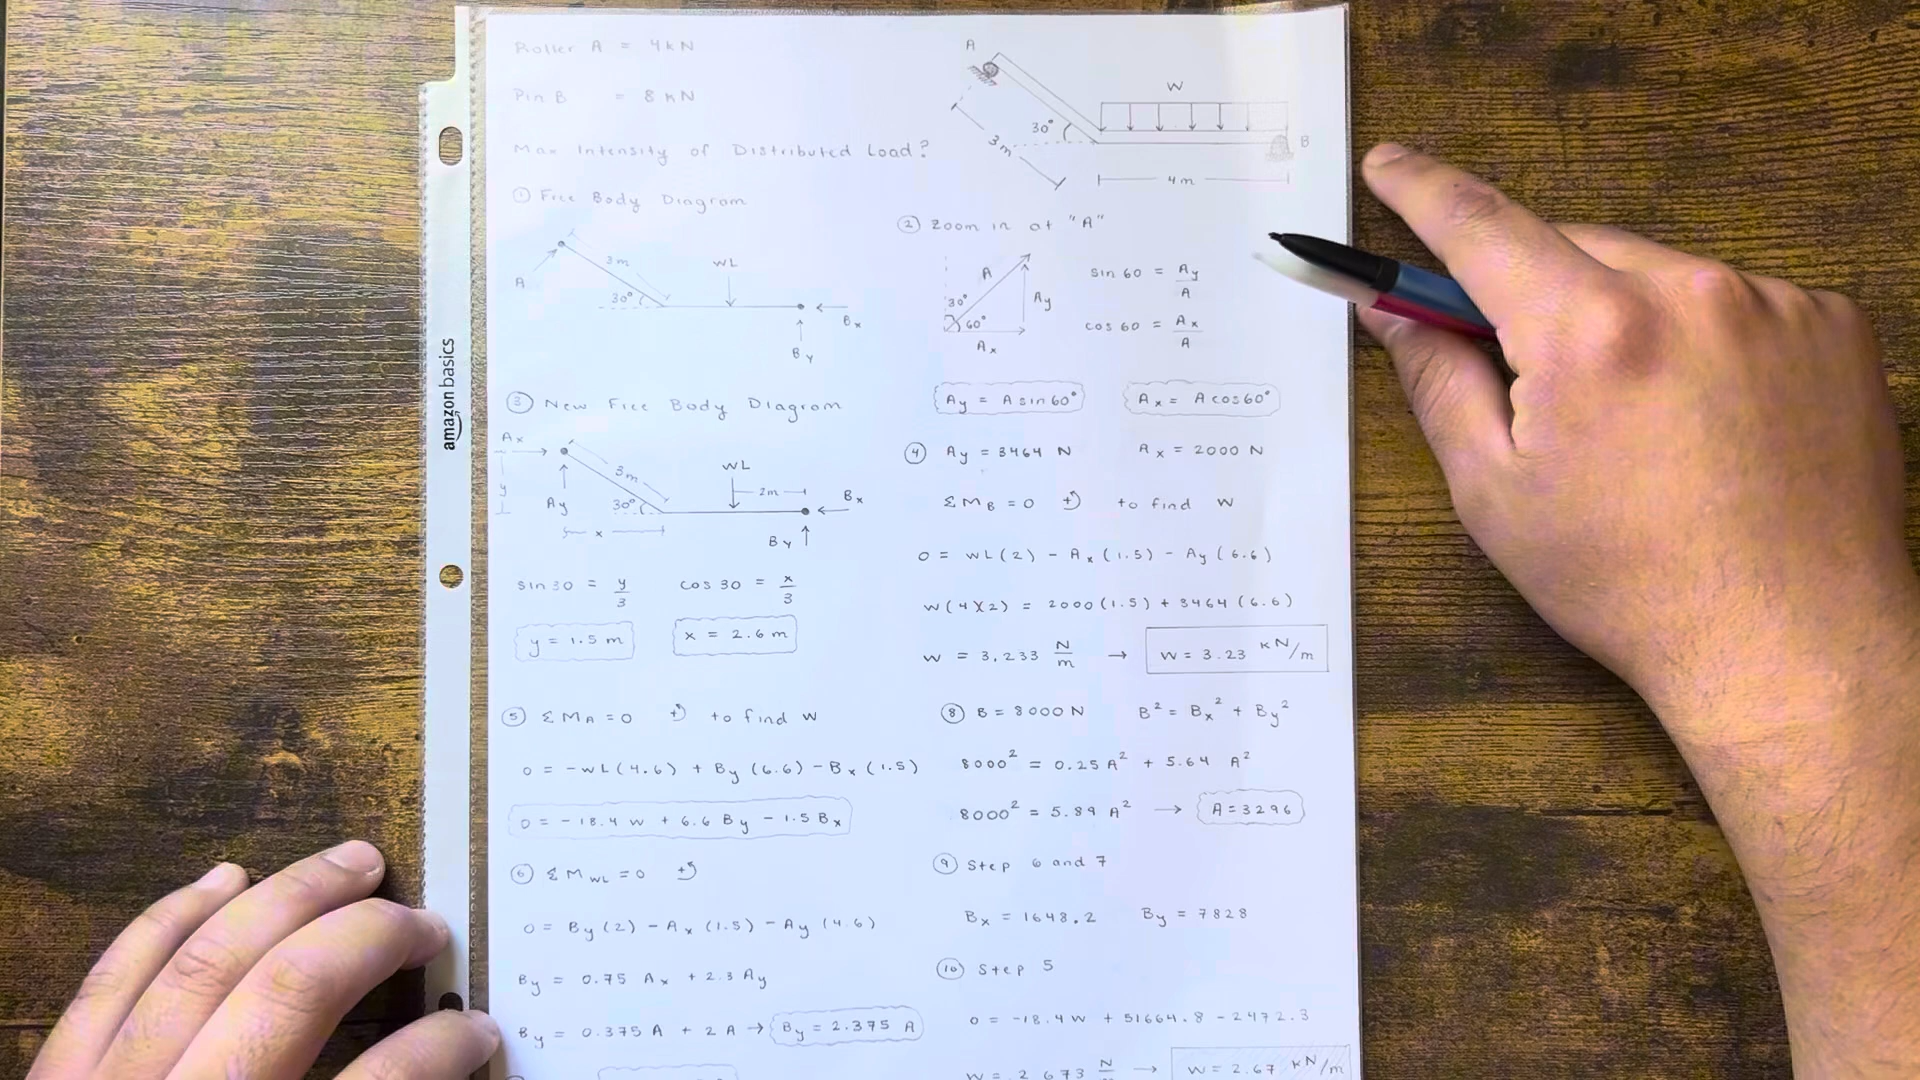 Roller A = 4kN
Pin B = 8 kN
Max Intensity of Distributed Load?
A
W
30°
3m
B
4m
① Free Body Diagram
A
3m
30°
WL
Bx
By
② Zoom in at "A"
A
30°
60°
Ay
Ax
sin 60 = Ay/A
cos 60 = Ax/A
Ay = A sin 60°
Ax = A cos 60°
③ New Free Body Diagram
Ax
y
Ay
3m
30°
x
WL
2m
Bx
By
sin 30 = y/3
cos 30 = x/3
y = 1.5 m
x = 2.6 m
④ Ay = 3464 N Ax = 2000 N
ΣMB = 0 + to find W
0 = WL(2) - Ax(1.5) - Ay(6.6)
W(4)(2) = 2000(1.5) + 3464(6.6)
W = 3,233 N/m → W = 3.23 kN/m
⑤ ΣMA = 0 + to find W
0 = -WL(4.6) + By(6.6) - Bx(1.5)
0 = -18.4 W + 6.6 By - 1.5 Bx
⑥ ΣMWL = 0 +
0 = By(2) - Ax(1.5) - Ay(4.6)
By = 0.75 Ax + 2.3 Ay
By = 0.375 A + 2 A → By = 2.375 A
⑧ B = 8000 N B² = Bx² + By²
8000² = 0.25 A² + 5.64 A²
8000² = 5.89 A² → A = 3296
⑨ Step 6 and 7
Bx = 1648.2 By = 7828
⑩ Step 5
0 = -18.4W + 51664.8 - 2472.3
W = 2 673 N → W = 2.67 kN/m
amazon basics